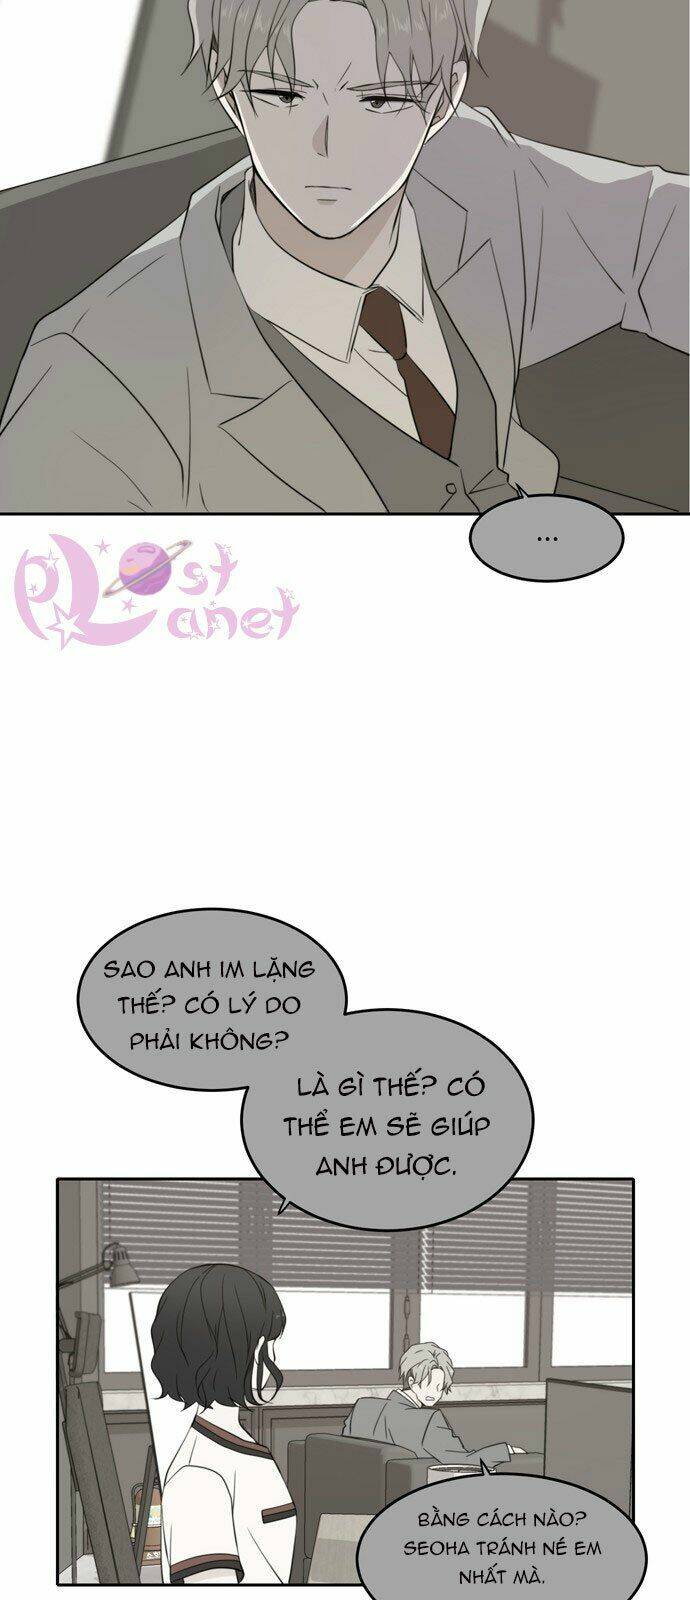 ...
Lost
Planet
SAO ANH IM LẶNG
THẾ? CÓ LÝ DO
PHẢI KHÔNG?
LÀ GÌ THẾ? CÓ
THỂ EM SẼ GIÚP
ANH ĐƯỢC.
BẰNG CÁCH NÀO?
SEOHA TRÁNH NÉ EM
NHẤT MÀ.